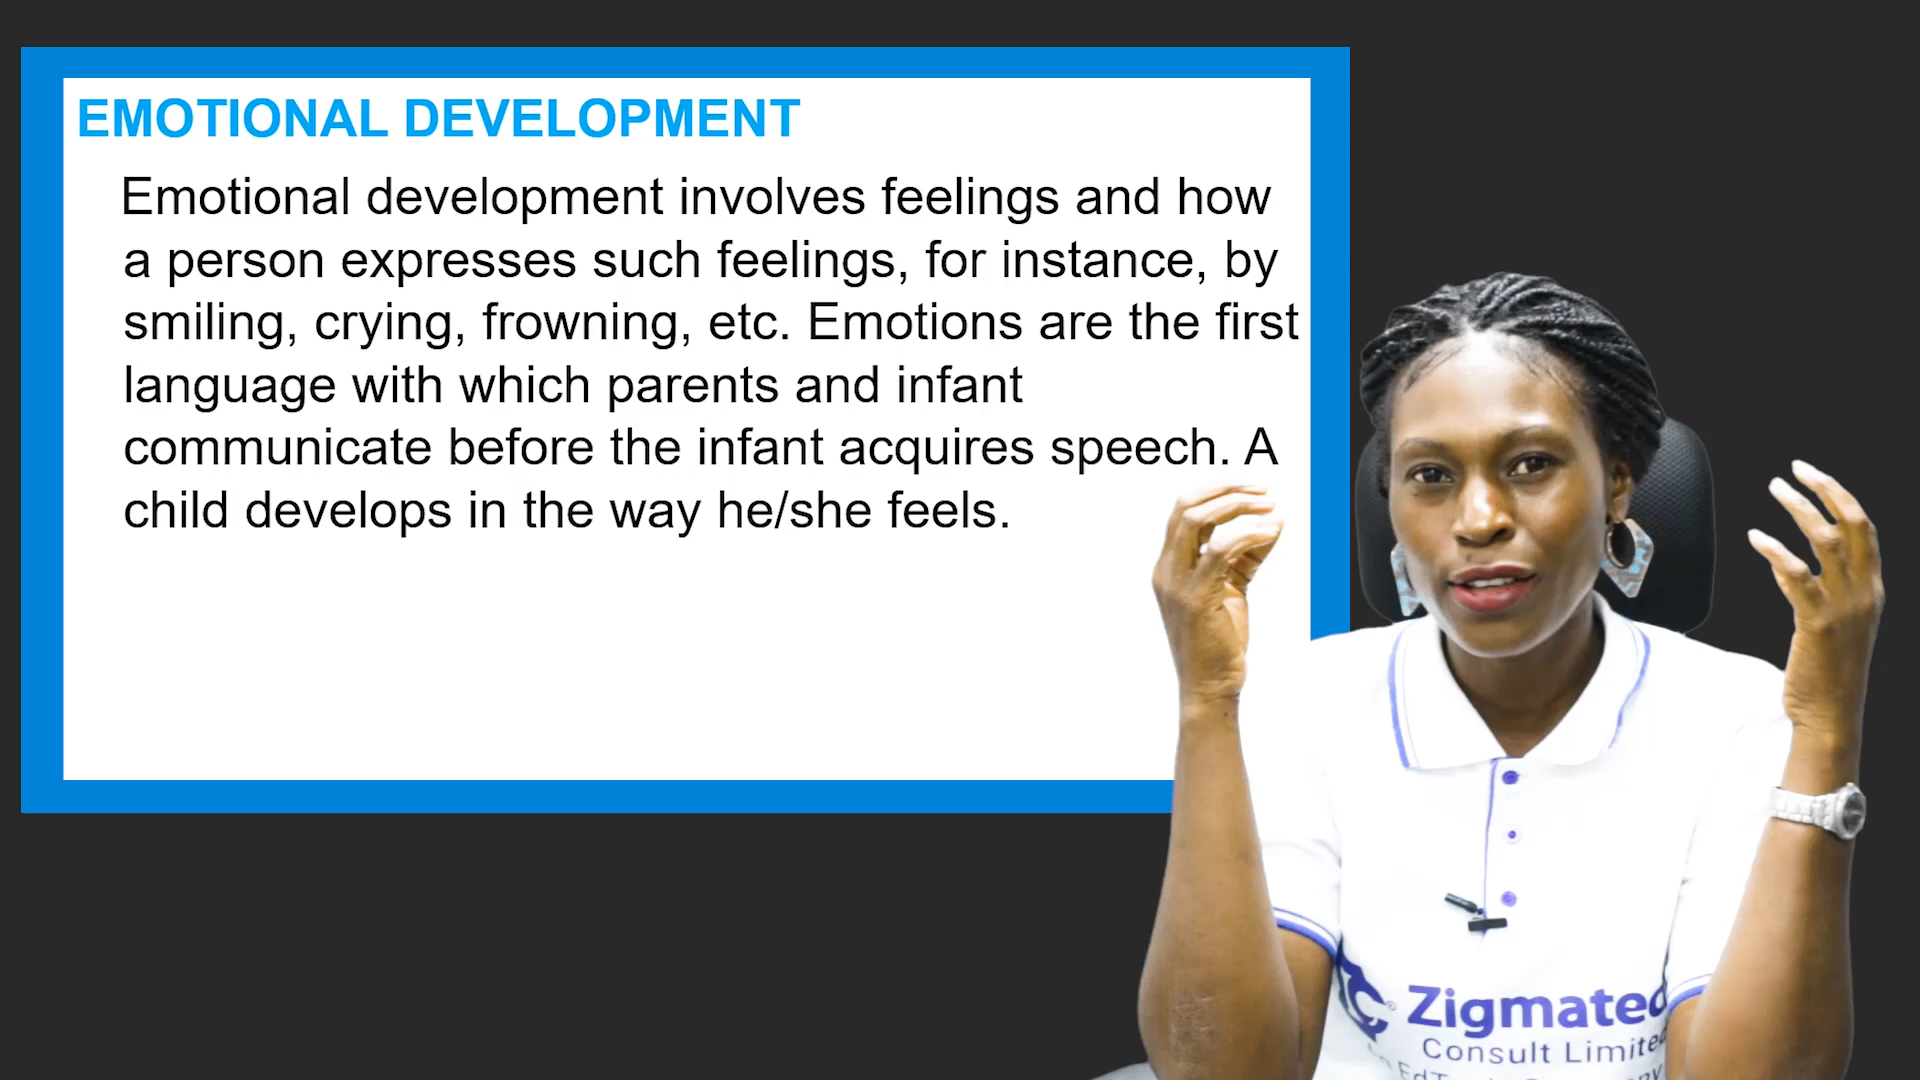 EMOTIONAL DEVELOPMENT
Emotional development involves feelings and how
a person expresses such feelings, for instance, by
smiling, crying, frowning, etc. Emotions are the first
language with which parents and infant
communicate before the infant acquires speech. A
child develops in the way he/she feels.
Zigmated
Consult Limited